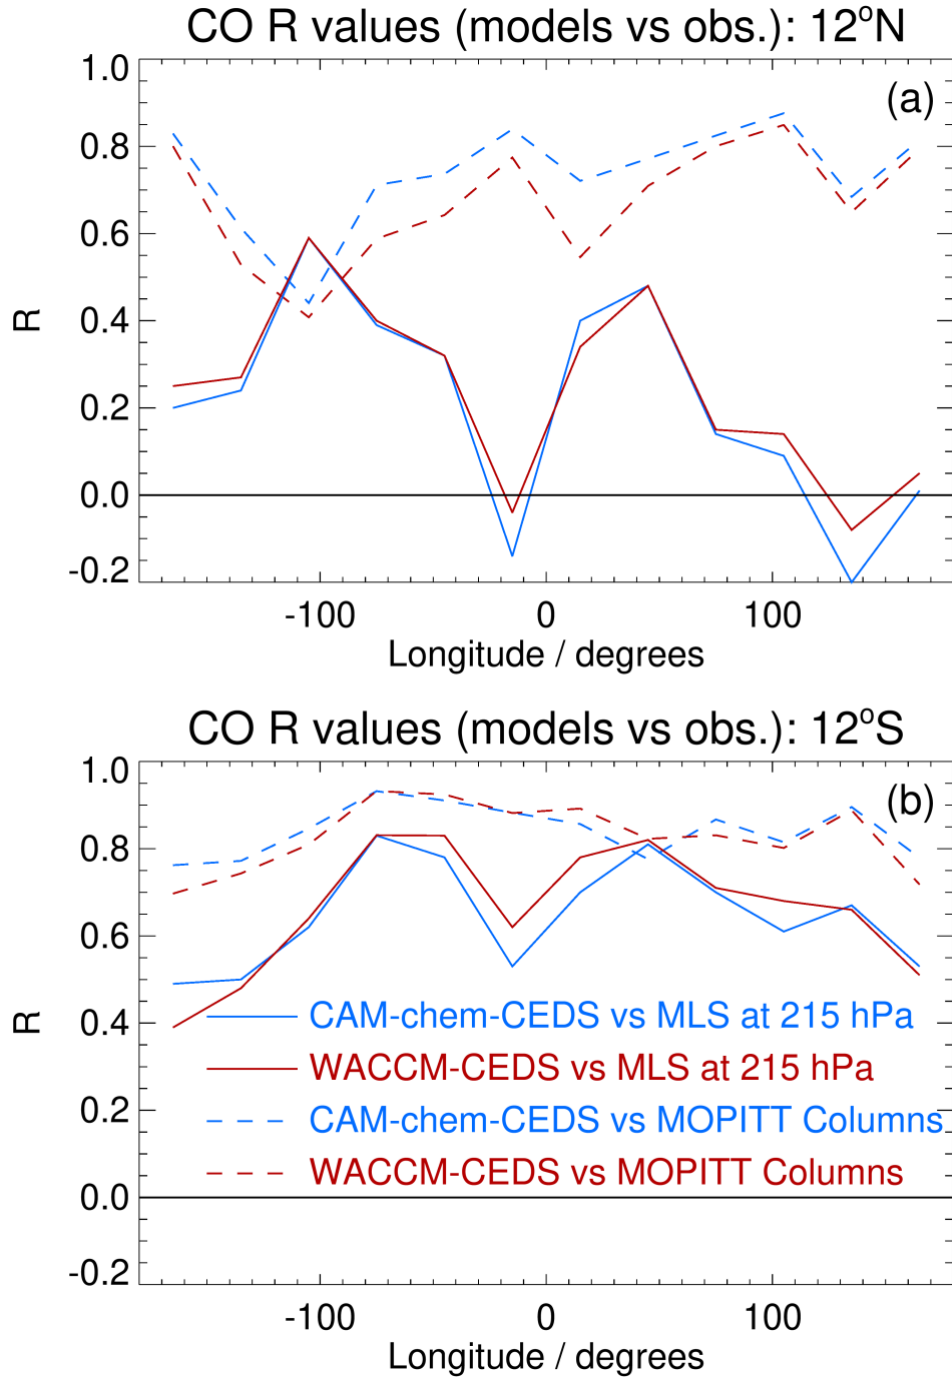 CO R values (models vs obs.): 12°N
(a)
1.0
0.8
0.6
0.4
0.2
0.0
-0.2
R
-100 0 100
Longitude / degrees
CO R values (models vs obs.): 12°S
(b)
1.0
0.8
0.6
0.4
0.2
0.0
-0.2
R
CAM-chem-CEDS vs MLS at 215 hPa
WACCM-CEDS vs MLS at 215 hPa
CAM-chem-CEDS vs MOPITT Columns
WACCM-CEDS vs MOPITT Columns
-100 0 100
Longitude / degrees